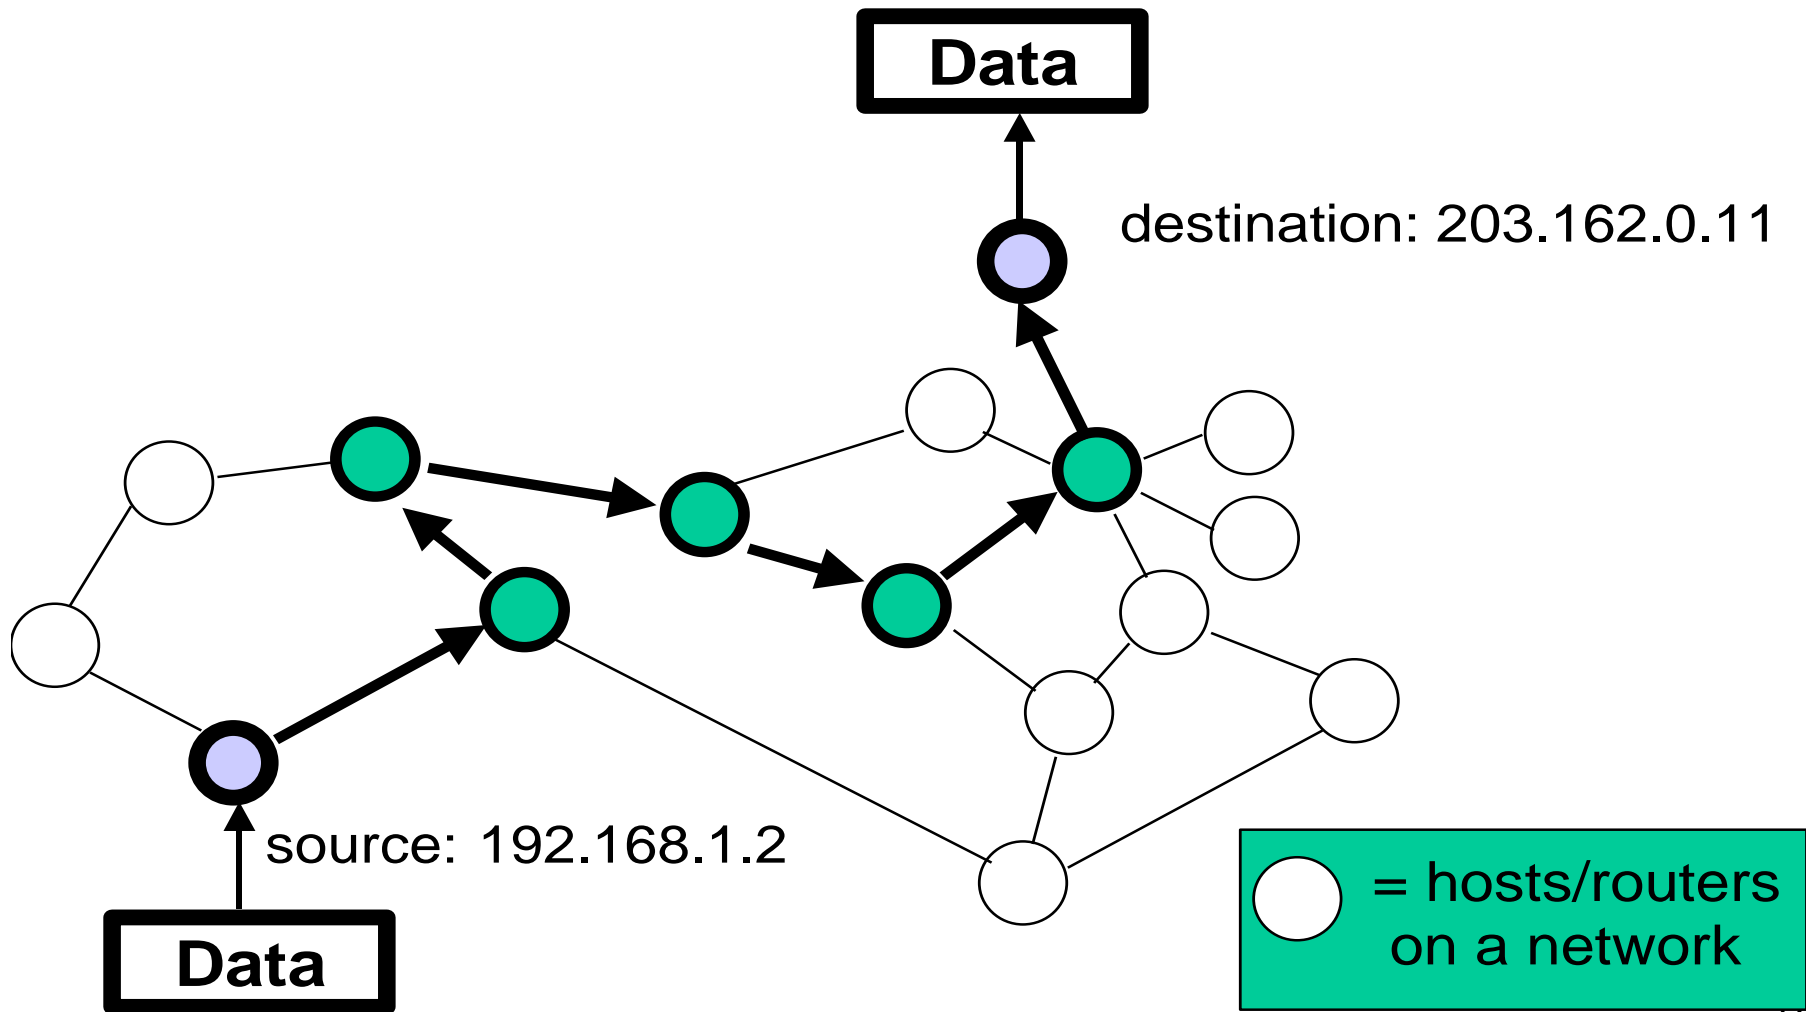 Data
destination: 203.162.0.11
source: 192.168.1.2
Data
= hosts/routers
on a network